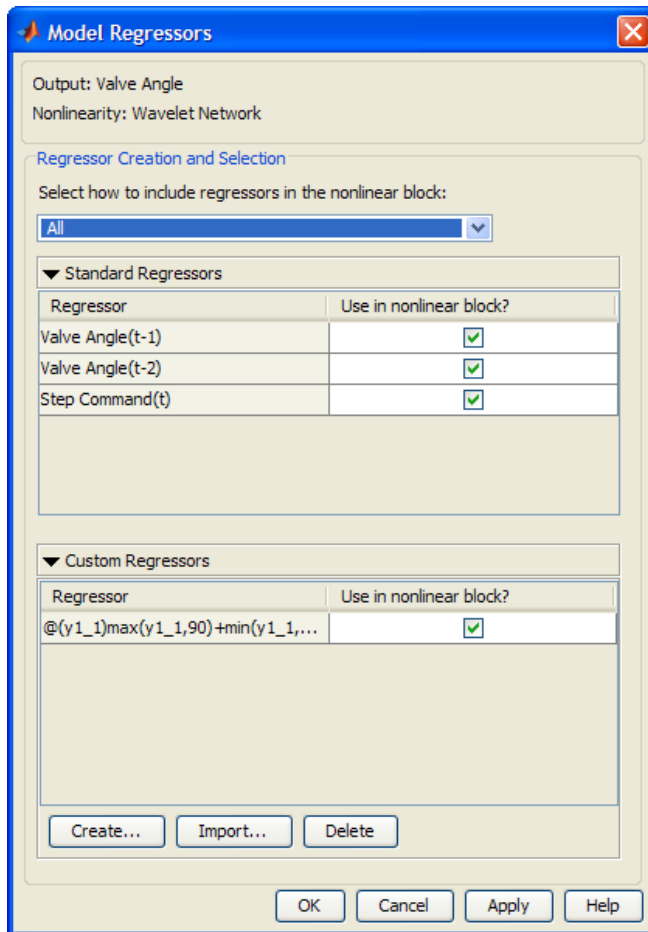 Model Regressors
Output: Valve Angle
Nonlinearity: Wavelet Network
Regressor Creation and Selection
Select how to include regressors in the nonlinear block:
All
Standard Regressors
Regressor Use in nonlinear block?
Valve Angle(t-1)
Valve Angle(t-2)
Step Command(t)
Custom Regressors
Regressor Use in nonlinear block?
@(y1_1)max(y1_1,90)+min(y1_1,...
Create... Import... Delete
OK Cancel Apply Help